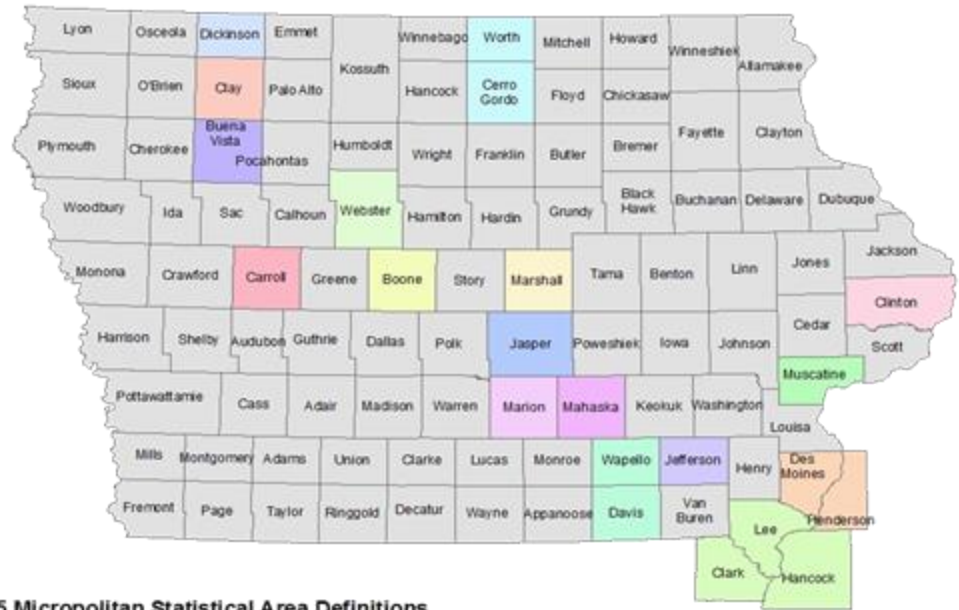 Lyon
Osceola
Dickinson
Emmet
Kossuth
Winnebago
Worth
Mitchell
Howard
Winneshiek
Allamakee
Sioux
O'Brien
Clay
Palo Alto
Hancock
Cerro
Gordo
Floyd
Chickasaw
Plymouth
Cherokee
Buena
Vista
Pocahontas
Humboldt
Wright
Franklin
Butler
Bremer
Fayette
Clayton
Woodbury
Ida
Sac
Calhoun
Webster
Hamilton
Hardin
Grundy
Black
Hawk
Buchanan
Delaware
Dubuque
Monona
Crawford
Carroll
Greene
Boone
Story
Marshall
Tama
Benton
Linn
Jones
Jackson
Clinton
Harrison
Shelby
Audubon
Guthrie
Dallas
Polk
Jasper
Poweshiek
Iowa
Johnson
Cedar
Scott
Muscatine
Pottawattamie
Cass
Adair
Madison
Warren
Marion
Mahaska
Keokuk
Washington
Louisa
Mills
Montgomery
Adams
Union
Clarke
Lucas
Monroe
Wapello
Jefferson
Henry
Des
Moines
Fremont
Page
Taylor
Ringgold
Decatur
Wayne
Appanoose
Davis
Van
Buren
Lee
Henderson
Clark
Hancock
5 Micropolitan Statistical Area Definitions